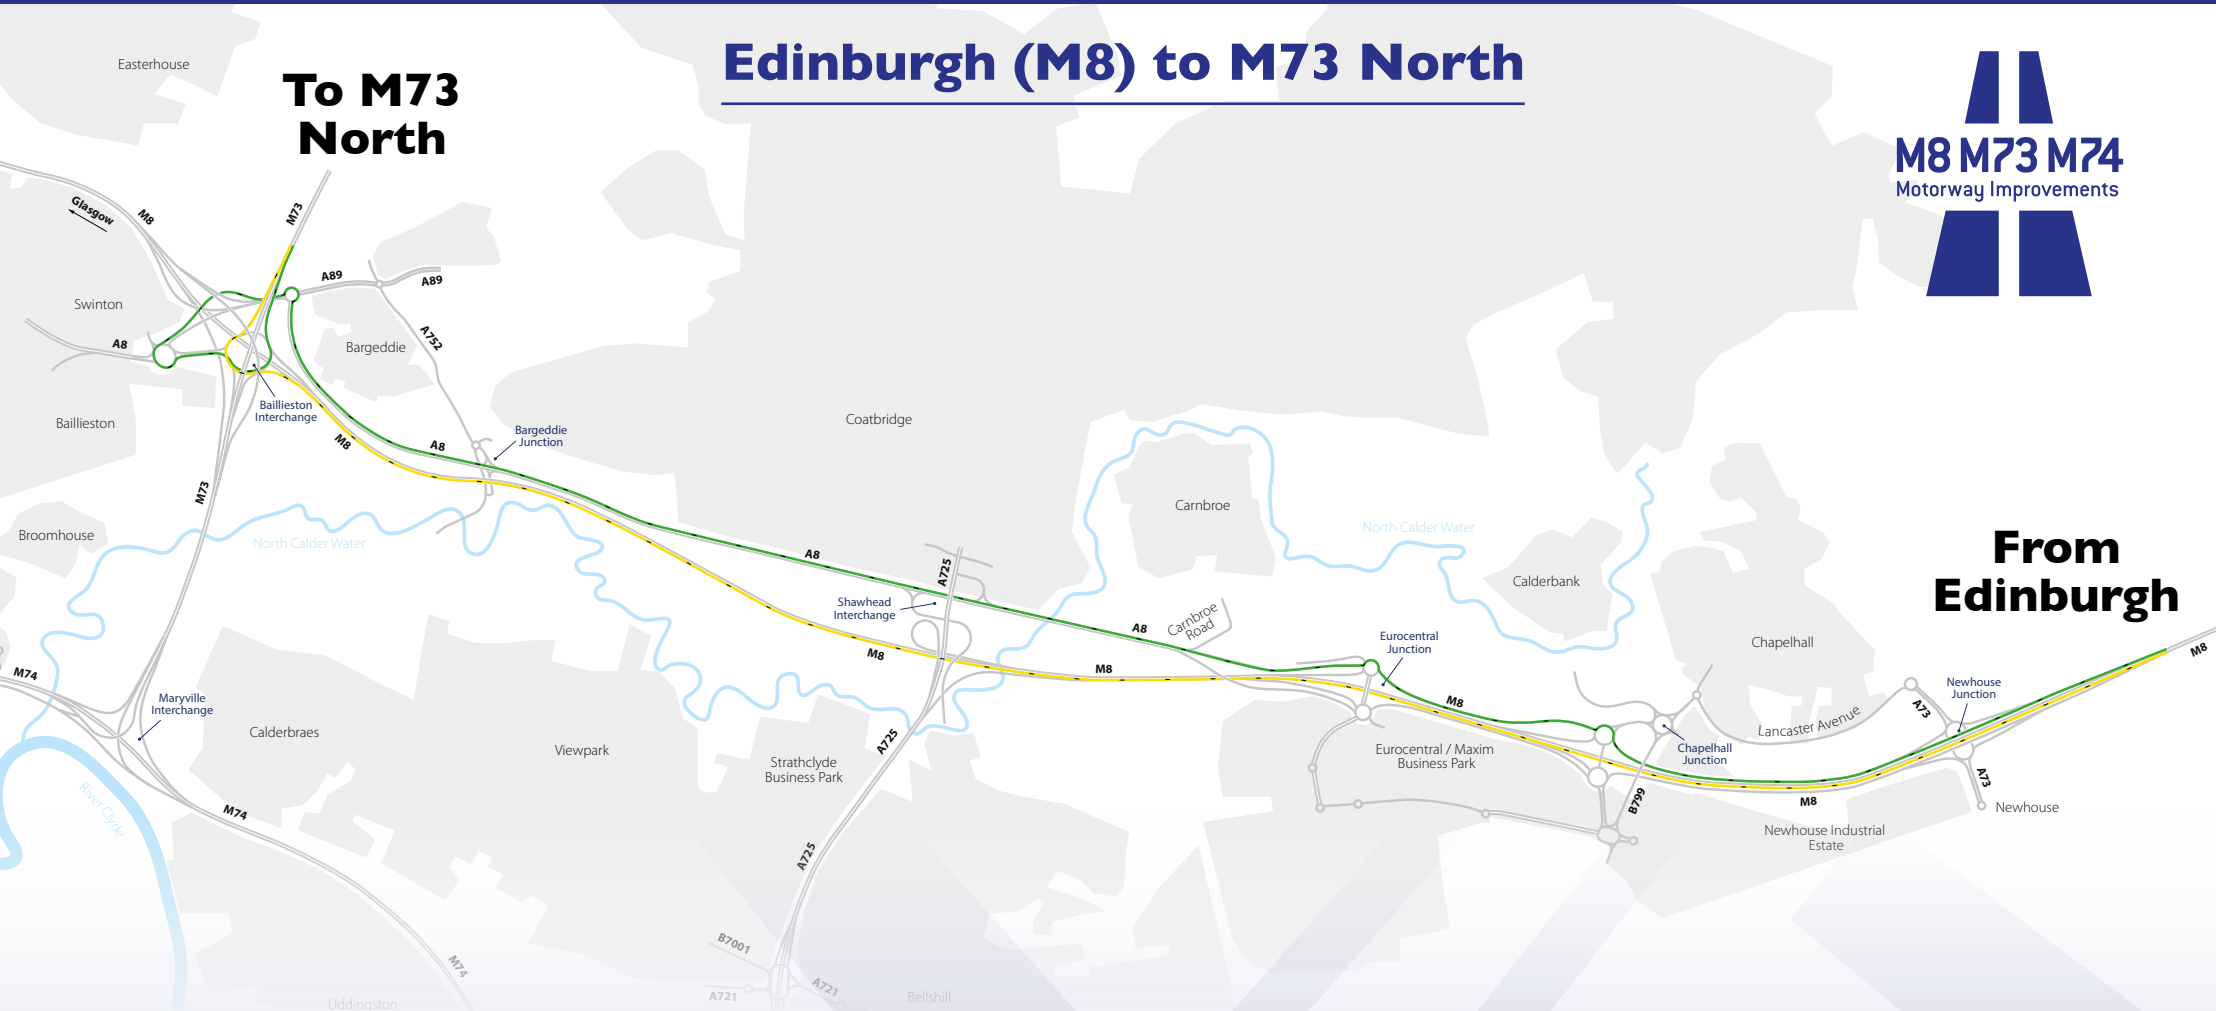 Edinburgh (M8) to M73 North
To M73
North
M8 M73 M74
Motorway Improvements
From
Edinburgh
Easterhouse
Glasgow
M8
M73
A89
A89
Swinton
A8
A752
Bargeddie
Baillieston
Interchange
Baillieston
M8
A8
Bargeddie
Junction
Coatbridge
M73
Broomhouse
North Calder Water
A8
A725
Shawhead
Interchange
M8
Carnbroe
North Calder Water
Calderbank
A8
Carnbroe
Road
M8
Eurocentral
Junction
M8
Chapelhall
M8
Newhouse
Junction
A73
Lancaster Avenue
Chapelhall
Junction
Eurocentral / Maxim
Business Park
B799
M8
A73
Newhouse
Newhouse Industrial
Estate
M74
Maryville
Interchange
Calderbraes
Viewpark
Strathclyde
Business Park
A725
River Clyde
M74
A725
M74
B7001
A721
A721
Bellshill
Uddingston